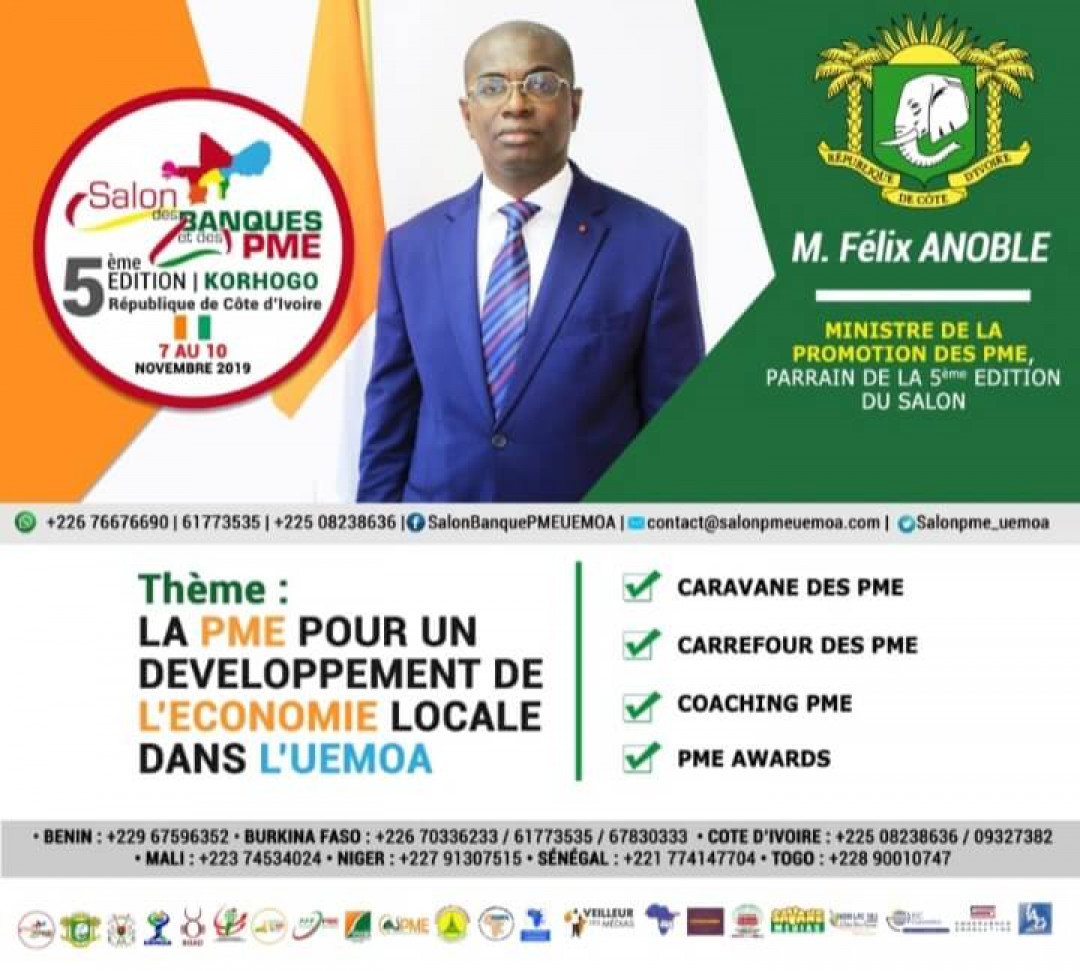 Salon
des BANQUES
et des PME
5ème EDITION | KORHOGO
République de Côte d'Ivoire
7 AU 10
NOVEMBRE 2019
RÉPUBLIQUE DE CÔTE D'IVOIRE
M. Félix ANOBLE
MINISTRE DE LA
PROMOTION DES PME,
PARRAIN DE LA 5ème EDITION
DU SALON
+226 76676690 | 61773535 | +225 08238636 | SalonBanquePMEUEMOA | contact@salonpmeuemoa.com | Salonpme_uemoa
Thème :
LA PME POUR UN
DEVELOPPEMENT DE
L'ECONOMIE LOCALE
DANS L'UEMOA
CARAVANE DES PME
CARREFOUR DES PME
COACHING PME
PME AWARDS
• BENIN : +229 67596352 • BURKINA FASO : +226 70336233 / 61773535 / 67830333 • COTE D'IVOIRE : +225 08238636 / 09327382
• MALI : +223 74534024 • NIGER : +227 91307515 • SÉNÉGAL : +221 774147704 • TOGO : +228 90010747
BOAD
PME
VEILLEUR
DES MÉDIAS